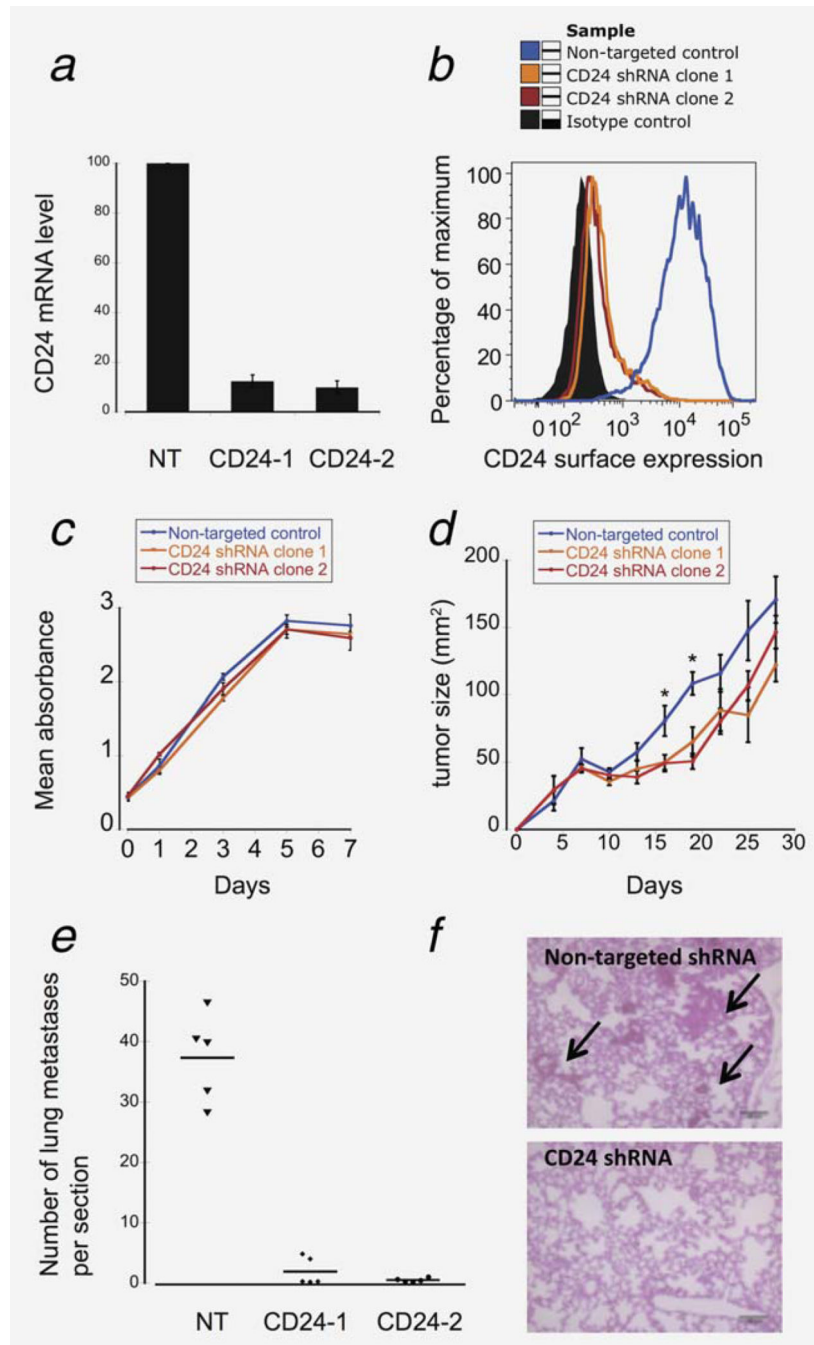 a
CD24 mRNA level
100
80
60
40
20
0
NT CD24-1 CD24-2
b
Sample
Non-targeted control
CD24 shRNA clone 1
CD24 shRNA clone 2
Isotype control
Percentage of maximum
100
80
60
40
20
0
0 10² 10³ 10⁴ 10⁵
CD24 surface expression
c
Non-targeted control
CD24 shRNA clone 1
CD24 shRNA clone 2
Mean absorbance
3
2
1
0
0 1 2 3 4 5 6 7
Days
d
Non-targeted control
CD24 shRNA clone 1
CD24 shRNA clone 2
tumor size (mm²)
200
150
100
50
0
* *
0 5 10 15 20 25 30
Days
e
Number of lung metastases
per section
50
40
30
20
10
0
NT CD24-1 CD24-2
f
Non-targeted shRNA
CD24 shRNA